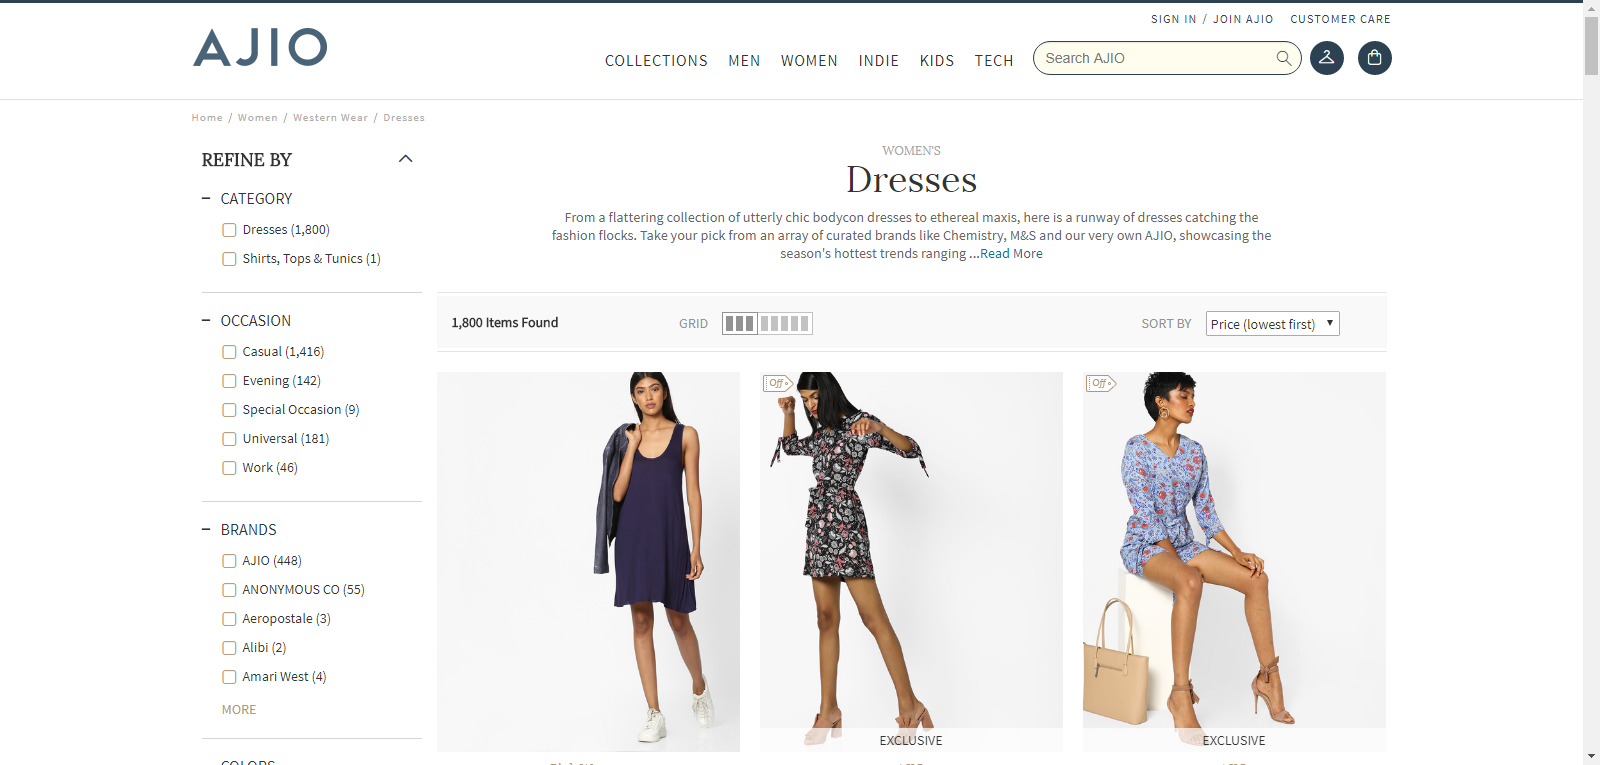 SIGN IN / JOIN AJIO CUSTOMER CARE
AJIO
COLLECTIONS MEN WOMEN INDIE KIDS TECH
Search AJIO
Home / Women / Western Wear / Dresses
REFINE BY
CATEGORY
Dresses (1,800)
Shirts, Tops & Tunics (1)
OCCASION
Casual (1,416)
Evening (142)
Special Occasion (9)
Universal (181)
Work (46)
BRANDS
AJIO (448)
ANONYMOUS CO (55)
Aeropostale (3)
Alibi (2)
Amari West (4)
MORE
WOMEN'S
Dresses
From a flattering collection of utterly chic bodycon dresses to ethereal maxis, here is a runway of dresses catching the
fashion flocks. Take your pick from an array of curated brands like Chemistry, M&S and our very own AJIO, showcasing the
season's hottest trends ranging ...Read More
1,800 Items Found
GRID
SORT BY
Price (lowest first)
Off
Off
EXCLUSIVE
EXCLUSIVE